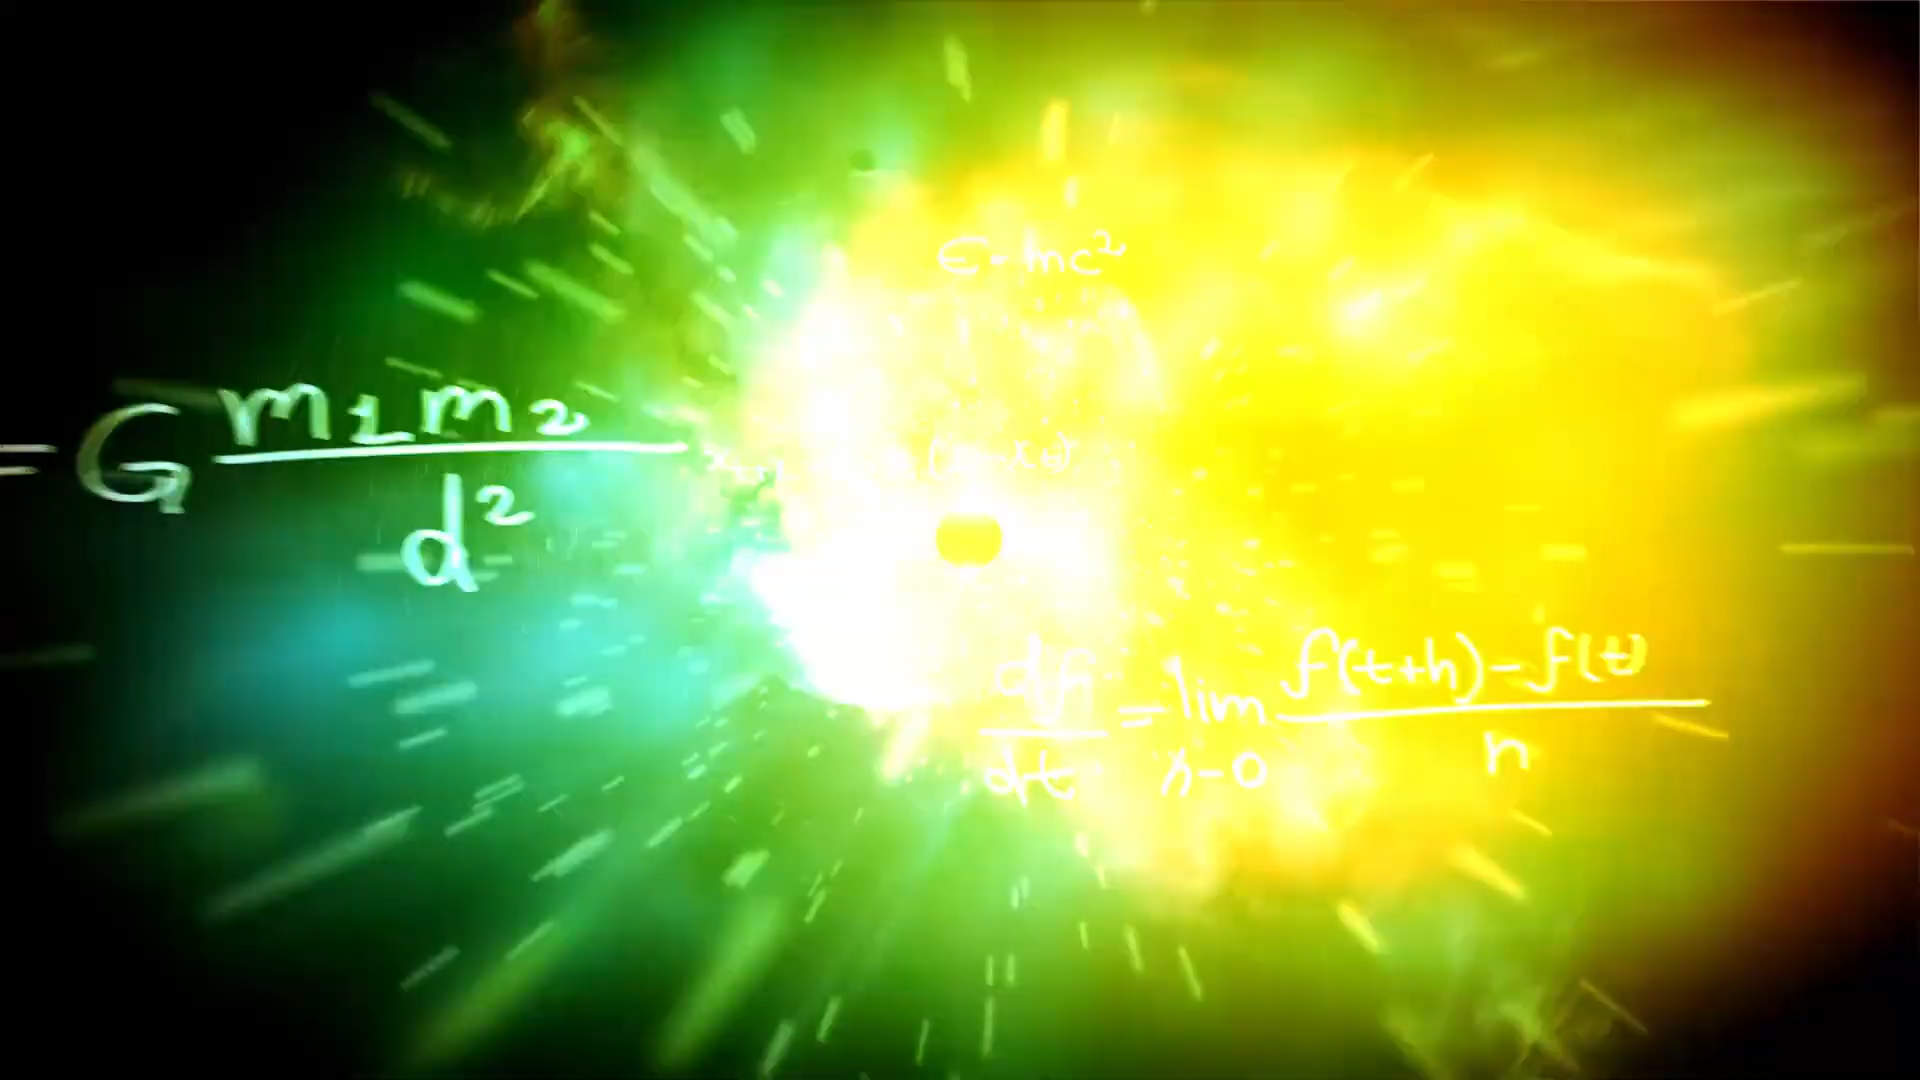 E=mc²
=G m₁m₂/d²
df/dt = lim h→0 f(t+h)-f(t)/h